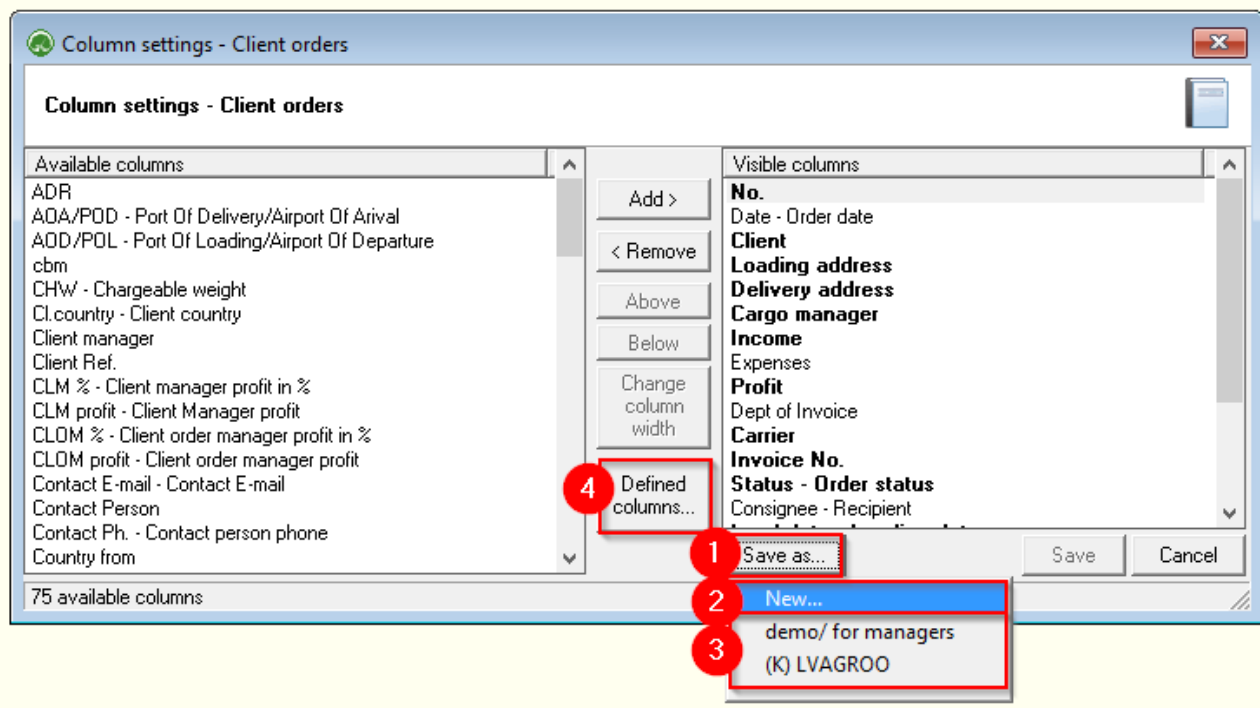 Column settings - Client orders
Column settings - Client orders
Available columns
ADR
AOA/POD - Port Of Delivery/Airport Of Arival
AOD/POL - Port Of Loading/Airport Of Departure
cbm
CHW - Chargeable weight
Cl.country - Client country
Client manager
Client Ref.
CLM % - Client manager profit in %
CLM profit - Client Manager profit
CLOM % - Client order manager profit in %
CLOM profit - Client order manager profit
Contact E-mail - Contact E-mail
Contact Person
Contact Ph. - Contact person phone
Country from
75 available columns
Add >
< Remove
Above
Below
Change
column
width
4
Defined
columns...
Visible columns
No.
Date - Order date
Client
Loading address
Delivery address
Cargo manager
Income
Expenses
Profit
Dept of Invoice
Carrier
Invoice No.
Status - Order status
Consignee - Recipient
1 Save as...
Save
Cancel
2 New...
3
demo/ for managers
(K) LVAGROO